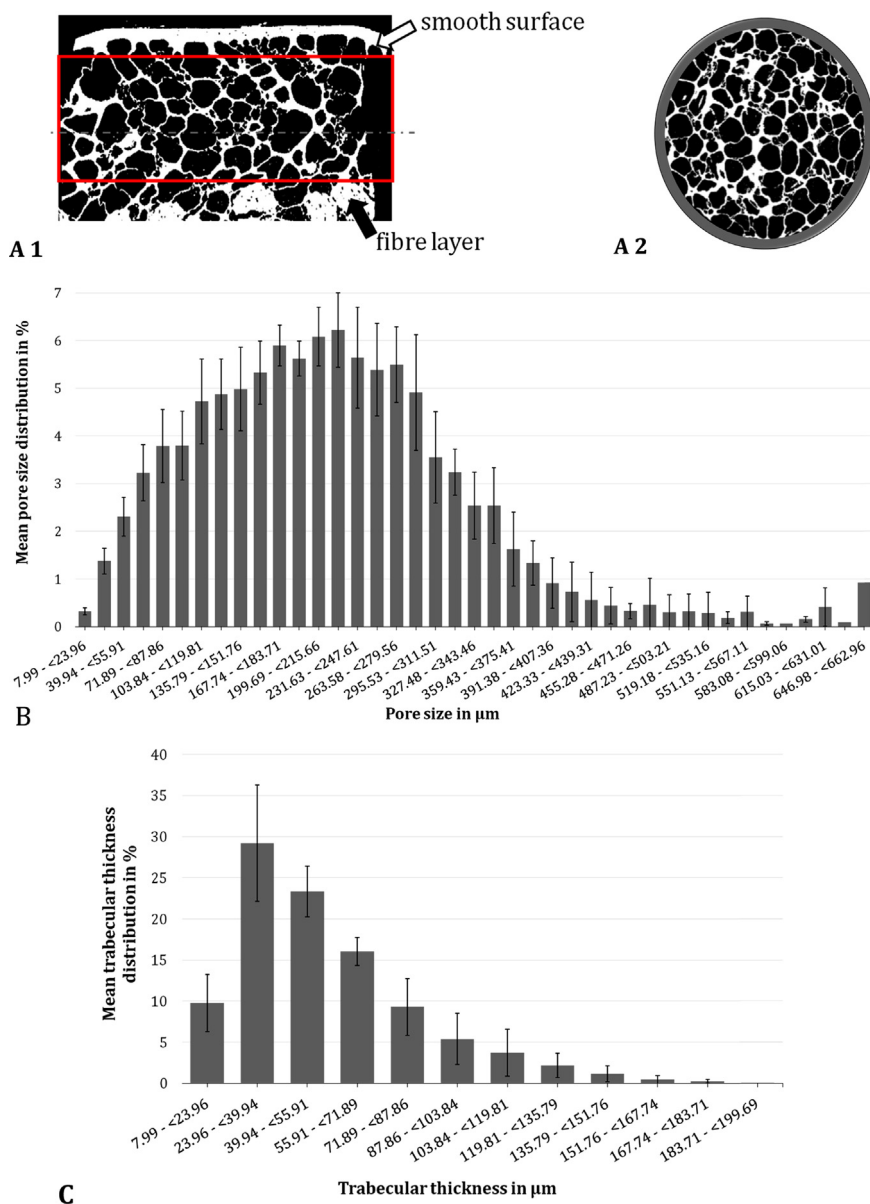 smooth surface
fibre layer
A 1
A 2
7
6
5
4
3
2
1
0
Mean pore size distribution in %
7.99 - <23.96
39.94 - <55.91
71.89 - <87.86
103.84 - <119.81
135.79 - <151.76
167.74 - <183.71
199.69 - <215.66
231.63 - <247.61
263.58 - <279.56
295.53 - <311.51
327.48 - <343.46
359.43 - <375.41
391.38 - <407.36
423.33 - <439.31
455.28 - <471.26
487.23 - <503.21
519.18 - <535.16
551.13 - <567.11
583.08 - <599.06
615.03 - <631.01
646.98 - <662.96
Pore size in µm
B
40
35
30
25
20
15
10
5
0
Mean trabecular thickness
distribution in %
7.99 - <23.96
23.96 - <39.94
39.94 - <55.91
55.91 - <71.89
71.89 - <87.86
87.86 - <103.84
103.84 - <119.81
119.81 - <135.79
135.79 - <151.76
151.76 - <167.74
167.74 - <183.71
183.71 - <199.69
Trabecular thickness in µm
C